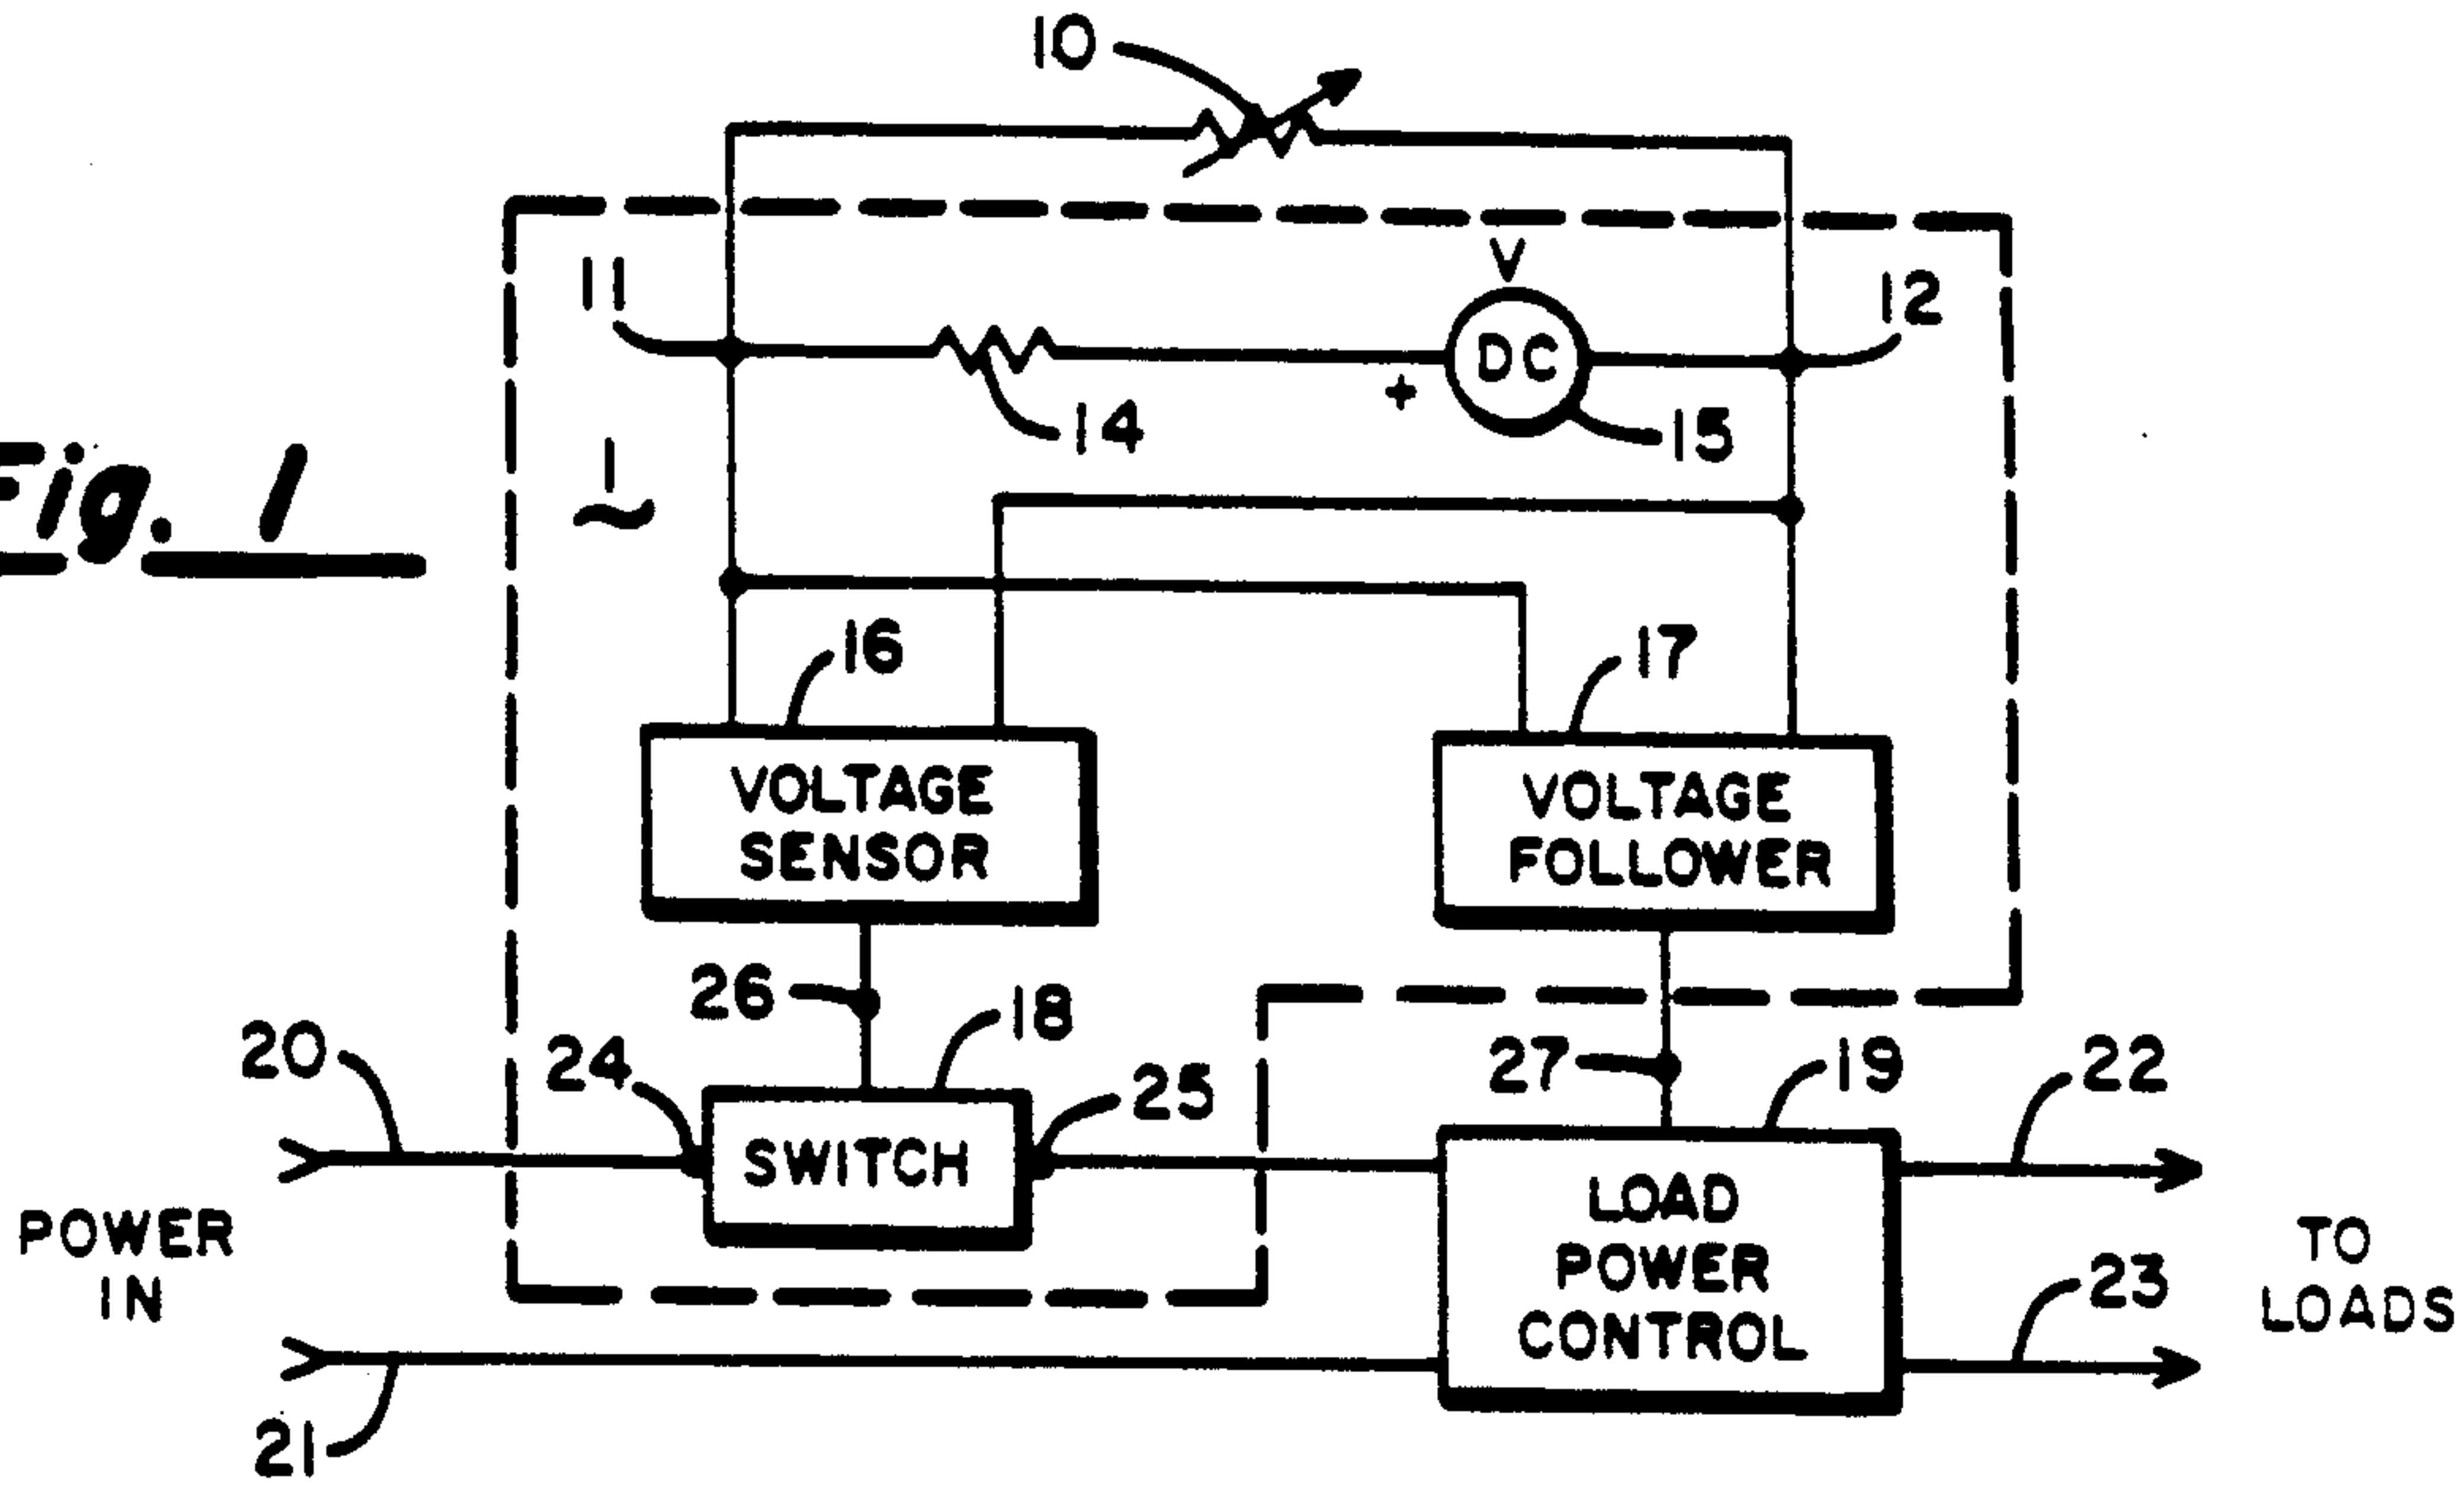 10
V
11
12
DC
+
14
15
Fig. 1
1
16
17
VOLTAGE
SENSOR
VOLTAGE
FOLLOWER
26
18
20
24
25
27
19
22
SWITCH
POWER
IN
LOAD
POWER
CONTROL
TO
LOADS
23
21